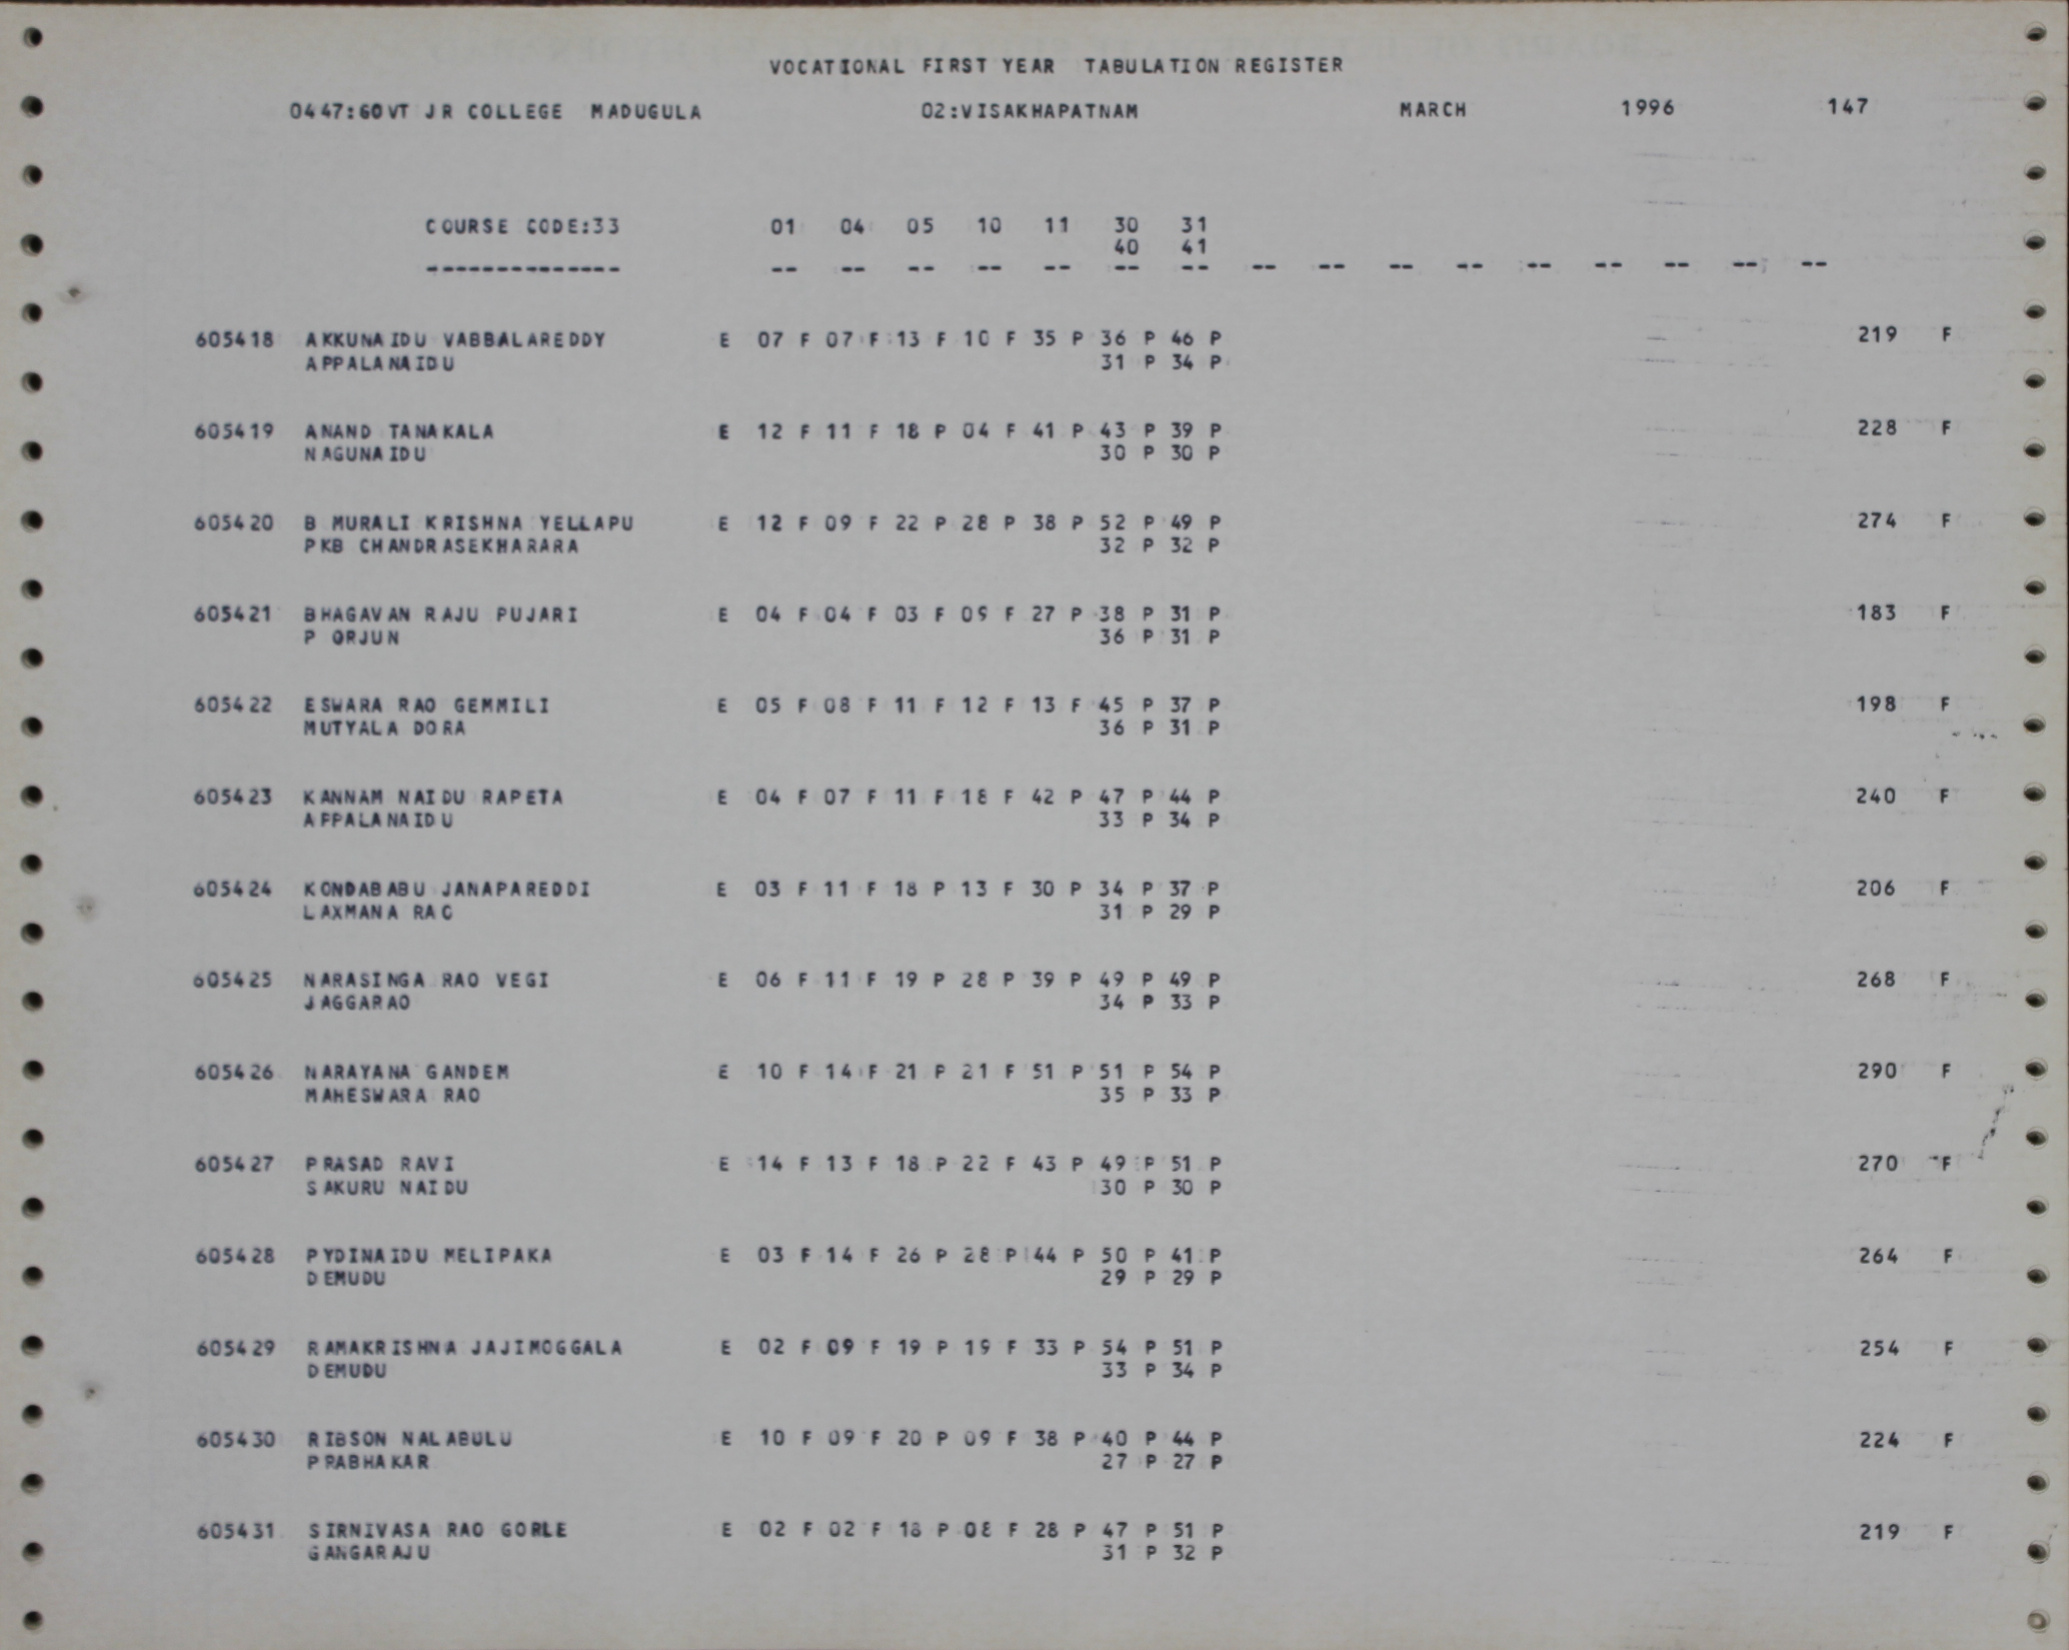 VOCATIONAL FIRST YEAR TABULATION REGISTER
0447:60VT JR COLLEGE MADUGULA 02:VISAKHAPATNAM MARCH 1996 147
COURSE CODE:33 01 04 05 10 11 30 31
40 41
-------------- -- -- -- -- -- -- -- -- -- -- -- -- -- -- -- --
605418 AKKUNAIDU VABBALAREDDY E 07 F 07 F 13 F 10 F 35 P 36 P 46 P 219 F
APPALANAIDU 31 P 34 P
605419 ANAND TANAKALA E 12 F 11 F 18 P 04 F 41 P 43 P 39 P 228 F
NAGUNAIDU 30 P 30 P
605420 B MURALI KRISHNA YELLAPU E 12 F 09 F 22 P 28 P 38 P 52 P 49 P 274 F
PKB CHANDRASEKHARARA 32 P 32 P
605421 BHAGAVAN RAJU PUJARI E 04 F 04 F 03 F 09 F 27 P 38 P 31 P 183 F
P ORJUN 36 P 31 P
605422 ESWARA RAO GEMMILI E 05 F 08 F 11 F 12 F 13 F 45 P 37 P 198 F
MUTYALA DORA 36 P 31 P
605423 KANNAM NAIDU RAPETA E 04 F 07 F 11 F 18 F 42 P 47 P 44 P 240 F
APPALANAIDU 33 P 34 P
605424 KONDABABU JANAPAREDDI E 03 F 11 F 18 P 13 F 30 P 34 P 37 P 206 F
LAXMANA RAO 31 P 29 P
605425 NARASINGA RAO VEGI E 06 F 11 F 19 P 28 P 39 P 49 P 49 P 268 F
JAGGARAO 34 P 33 P
605426 NARAYANA GANDEM E 10 F 14 F 21 P 21 F 51 P 51 P 54 P 290 F
MAHESWARA RAO 35 P 33 P
605427 PRASAD RAVI E 14 F 13 F 18 P 22 F 43 P 49 P 51 P 270 F
SAKURU NAIDU 30 P 30 P
605428 PYDINAIDU MELIPAKA E 03 F 14 F 26 P 28 P 44 P 50 P 41 P 264 F
DEMUDU 29 P 29 P
605429 RAMAKRISHNA JAJIMOGGALA E 02 F 09 F 19 P 19 F 33 P 54 P 51 P 254 F
DEMUDU 33 P 34 P
605430 RIBSON NALABULU E 10 F 09 F 20 P 09 F 38 P 40 P 44 P 224 F
PRABHAKAR 27 P 27 P
605431 SIRNIVASA RAO GORLE E 02 F 02 F 18 P 08 F 28 P 47 P 51 P 219 F
GANGARAJU 31 P 32 P